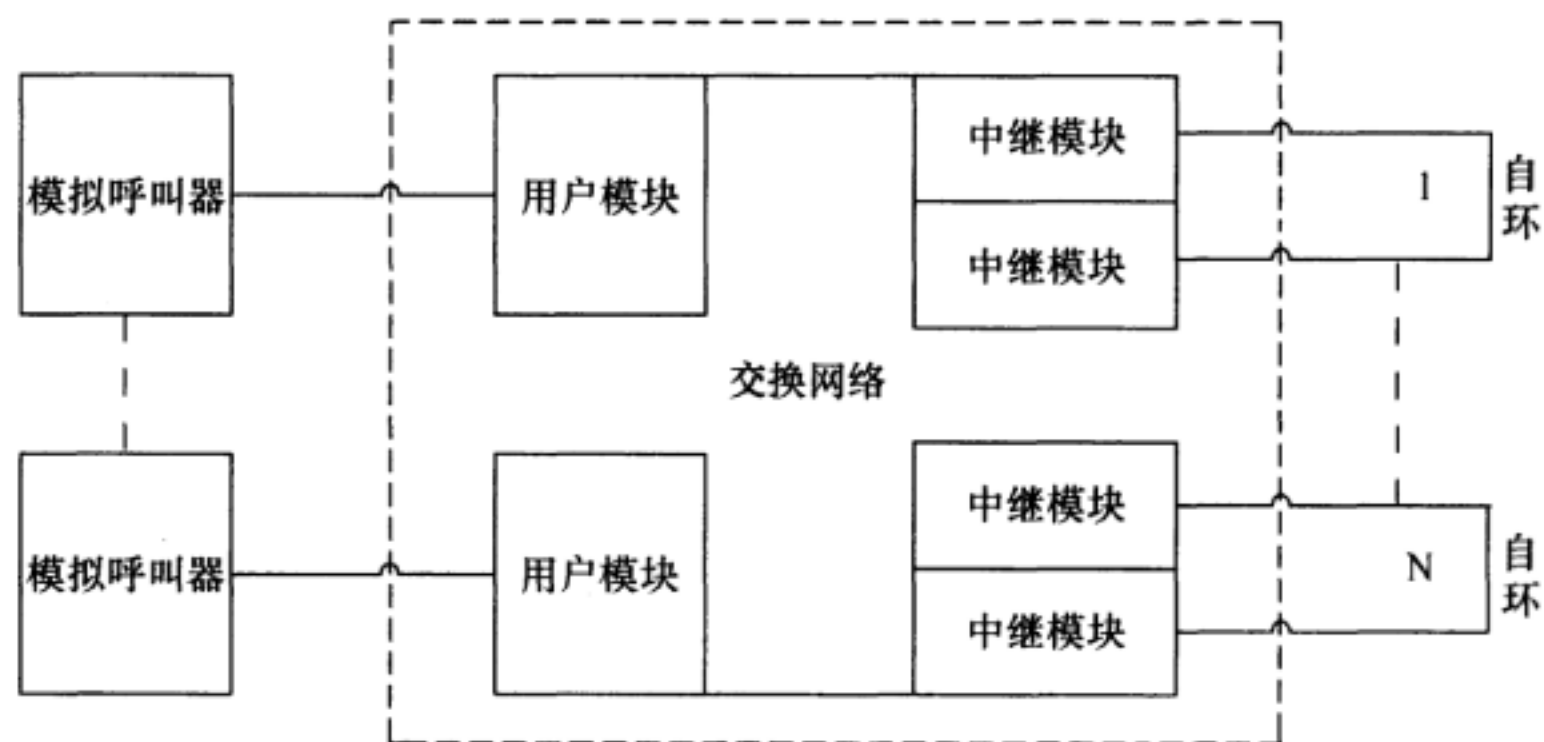 模拟呼叫器
用户模块
中继模块
中继模块
1
自环
交换网络
模拟呼叫器
用户模块
中继模块
中继模块
N
自环